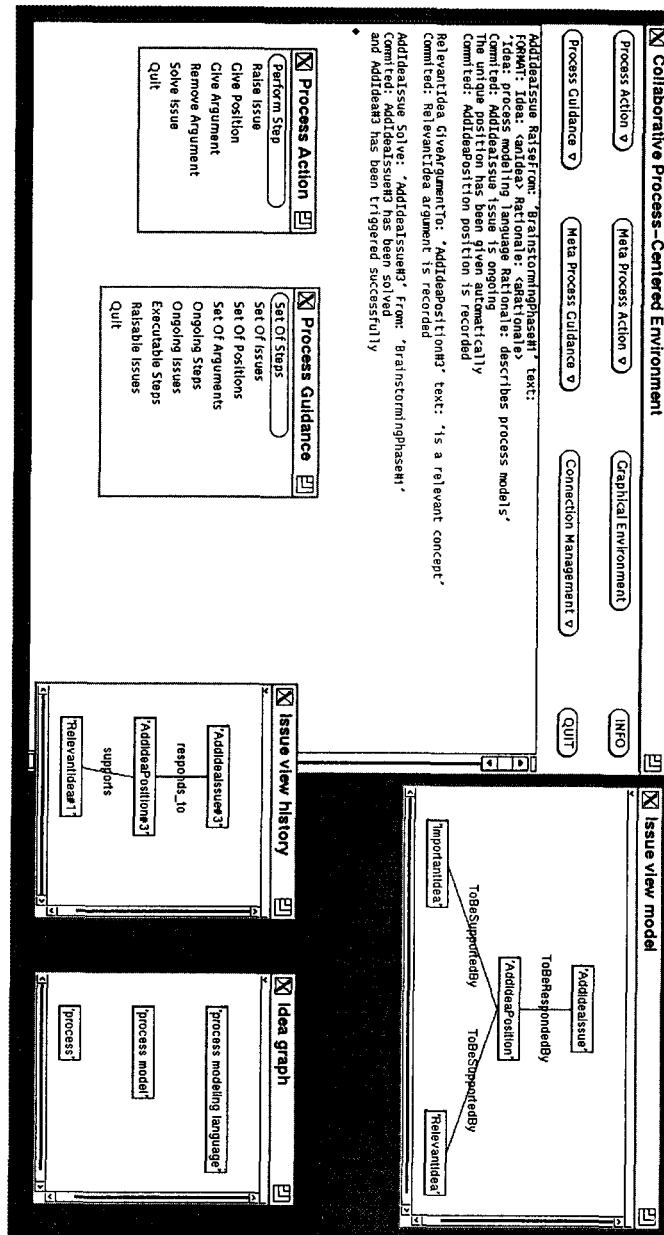 Collaborative Process-Centered Environment
Process Action
Meta Process Action
Graphical Environment
INFO
Process Guidance
Meta Process Guidance
Connection Management
QUIT
AddIdeaIssue RaiseFrom: 'BrainstormingPhase#1' text:
FORMAT: Idea: <anIdea> Rationale: <aRationale>
'Idea: process modeling language Rationale: describes process models'
Commited: AddIdeaIssue issue is ongoing
The unique position has been given automatically
Commited: AddIdeaPosition position is recorded
RelevantIdea GiveArgumentTo: 'AddIdeaPosition#3' text: 'is a relevant concept'
Commited: RelevantIdea argument is recorded
AddIdeaIssue Solve: 'AddIdeaIssue#3' From: 'BrainstormingPhase#1'
Commited: AddIdeaIssue#3 has been solved
and AddIdea#3 has been triggered successfully
Process Action
Perform Step
Raise Issue
Give Position
Give Argument
Remove Argument
Solve Issue
Quit
Process Guidance
Set Of Steps
Set Of Issues
Set Of Positions
Set Of Arguments
Ongoing Steps
Ongoing Issues
Executable Steps
Raisable Issues
Quit
Issue view model
'AddIdeaIssue'
ToBeRespondedBy
'AddIdeaPosition'
ToBeSupportedBy
ToBeSupportedBy
'ImportantIdea'
'RelevantIdea'
Issue view history
'AddIdeaIssue#3'
responds_to
'AddIdeaPosition#3'
supports
'RelevantIdea#1'
Idea graph
'process modeling language'
'process model'
'process'